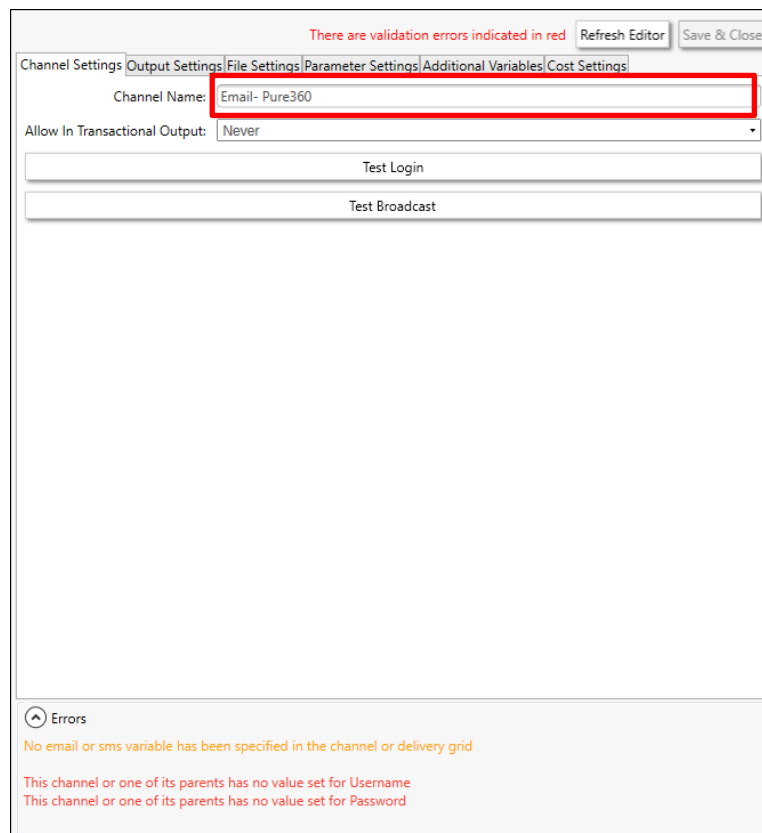 There are validation errors indicated in red Refresh Editor Save & Close
Channel Settings Output Settings File Settings Parameter Settings Additional Variables Cost Settings
Channel Name: Email- Pure360
Allow In Transactional Output: Never
Test Login
Test Broadcast
Errors
No email or sms variable has been specified in the channel or delivery grid
This channel or one of its parents has no value set for Username
This channel or one of its parents has no value set for Password